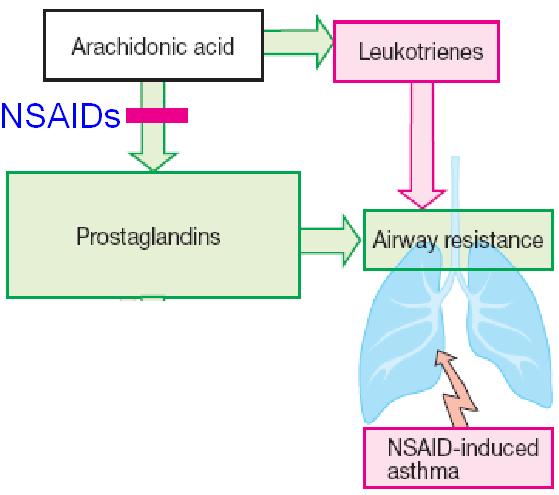 Arachidonic acid
Leukotrienes
NSAIDs
Prostaglandins
Airway resistance
NSAID-induced
asthma